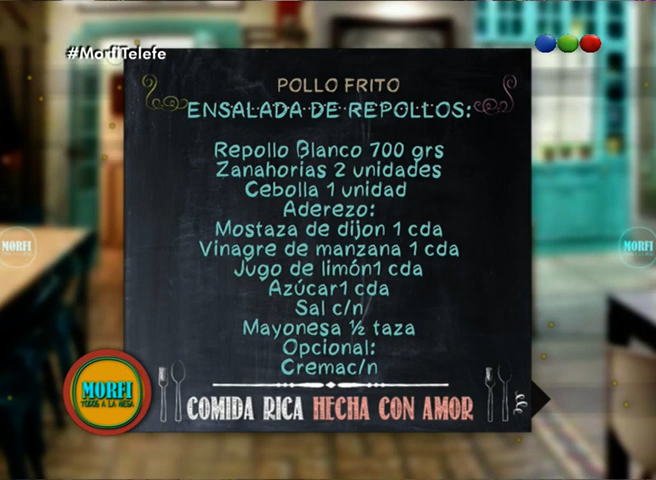 #MorfiTelefe
POLLO FRITO
ENSALADA DE REPOLLOS:
Repollo Blanco 700 grs
Zanahorias 2 unidades
Cebolla 1 unidad
Aderezo:
Mostaza de dijon 1 cda
Vinagre de manzana 1 cda
Jugo de limón1 cda
Azúcar1 cda
Sal c/n
Mayonesa ½ taza
Opcional:
Cremac/n
COMIDA RICA HECHA CON AMOR
MORFI
TODOS A LA MESA
MORFI
MORFI